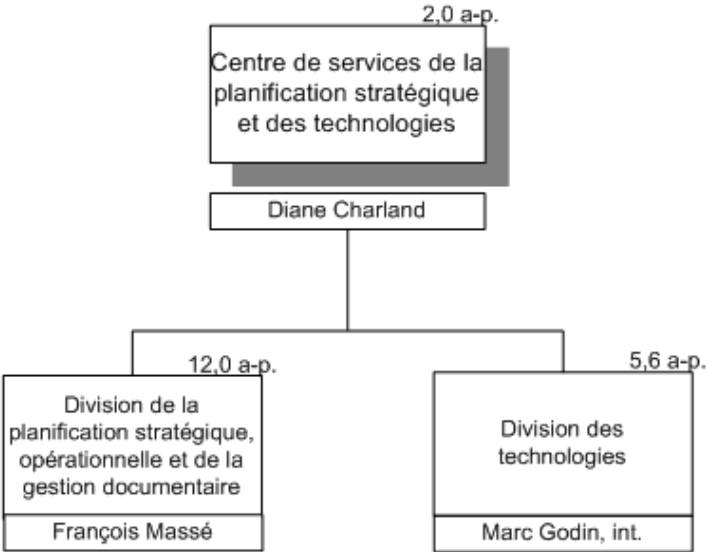 2,0 a-p.
Centre de services de la
planification stratégique
et des technologies
Diane Charland
12,0 a-p.
Division de la
planification stratégique,
opérationnelle et de la
gestion documentaire
François Massé
5,6 a-p.
Division des
technologies
Marc Godin, int.